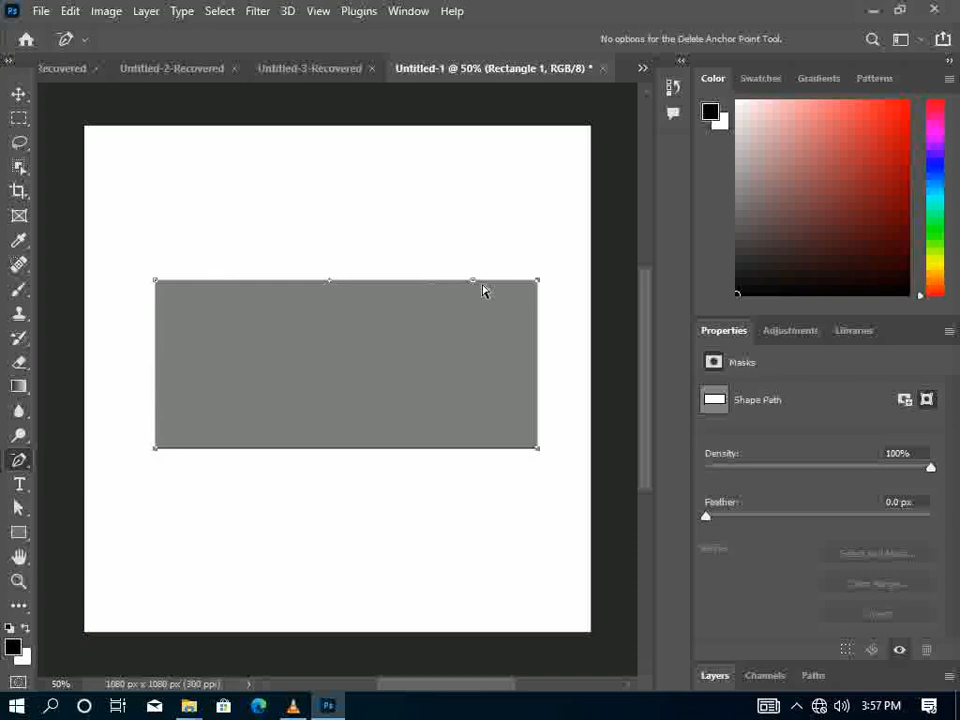 Ps File Edit Image Layer Type Select Filter 3D View Plugins Window Help
No options for the Delete Anchor Point Tool.
Recovered × Untitled-2-Recovered × Untitled-3-Recovered × Untitled-1 @ 50% (Rectangle 1, RGB/8) * ×
Color Swatches Gradients Patterns
Properties Adjustments Libraries
Masks
Shape Path
Density: 100%
Feather: 0.0 px
Select and Mask...
Color Range...
Invert
50% 1080 px x 1080 px (300 ppi)
Layers Channels Paths
Ps 3:57 PM